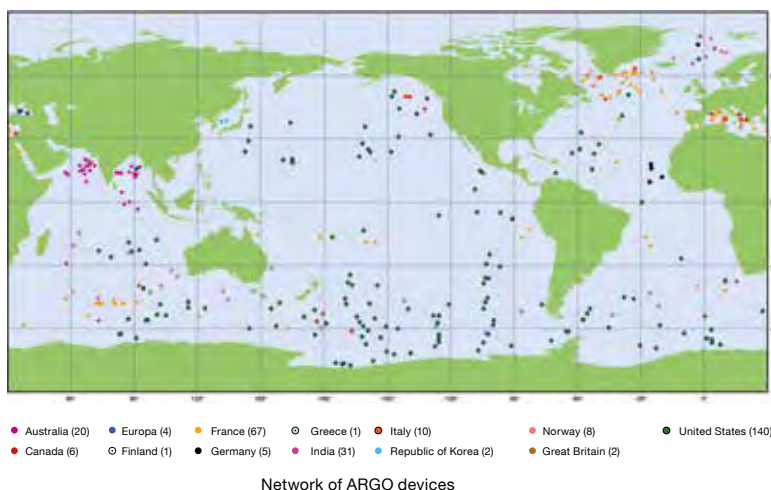 Australia (20) Europa (4) France (67) Greece (1) Italy (10) Norway (8) United States (140)
Canada (6) Finland (1) Germany (5) India (31) Republic of Korea (2) Great Britain (2)
Network of ARGO devices